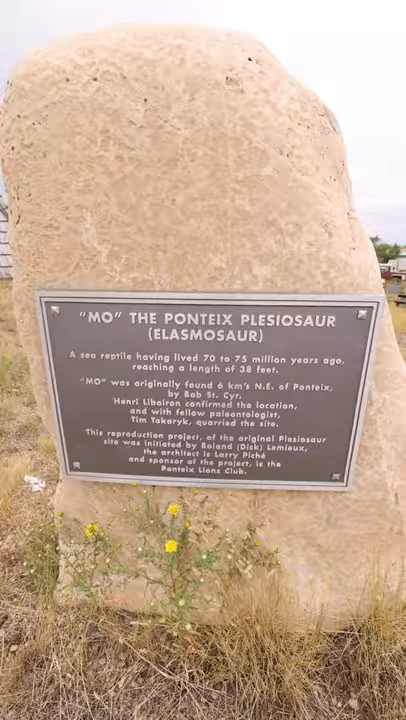 "MO" THE PONTEIX PLESIOSAUR
(ELASMOSAUR)
A sea reptile having lived 70 to 75 million years ago,
reaching a length of 38 feet.
"MO" was originally found 6 km's N.E. of Ponteix,
by Bob St. Cyr.
Henri Liboiron confirmed the location,
and with fellow paleontologist,
Tim Tokaryk, quarried the site.
This reproduction project, of the original Plesiosaur
site was initiated by Roland (Dick) Lemieux,
the architect is Larry Piché
and sponsor of the project, is the
Ponteix Lions Club.